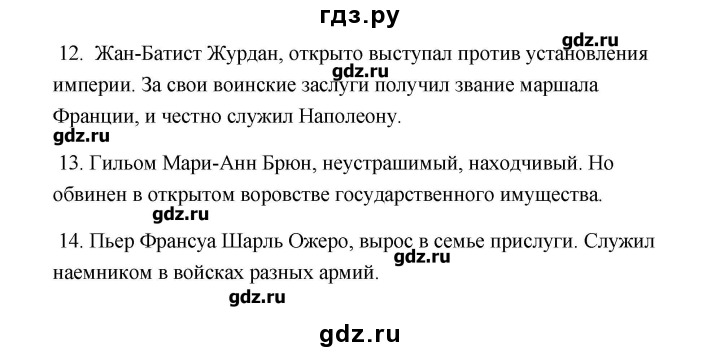 гдз.ру
12. Жан-Батист Журдан, открыто выступал против установления
gdz.ru
империи. За свои воинские заслуги получил звание маршала
gdz.ru
Франции, и честно служил Наполеону.
gdz.ru
13. Гильом Мари-Анн Брюн, неустрашимый, находчивый. Но
обвинен в открытом воровстве государственного имущества.
gdz.ru
14. Пьер Франсуа Шарль Ожеро, вырос в семье прислуги. Служил
gdz.ru
наемником в войсках разных армий.
gdz.ru
gdz.ru